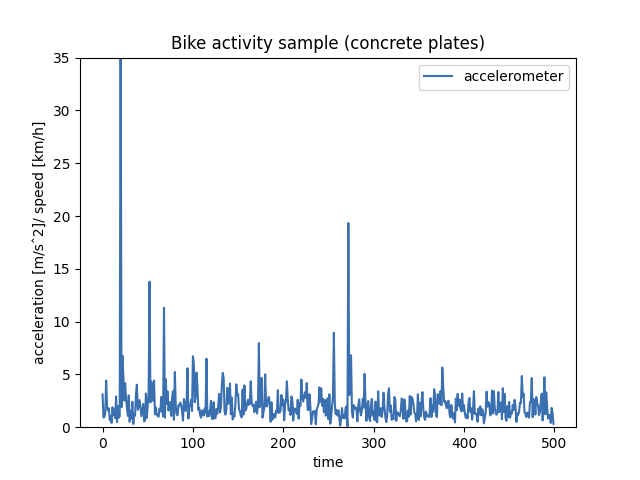 Bike activity sample (concrete plates)
accelerometer
acceleration [m/sˆ2]/ speed [km/h]
35
30
25
20
15
10
5
0
0 100 200 300 400 500
time